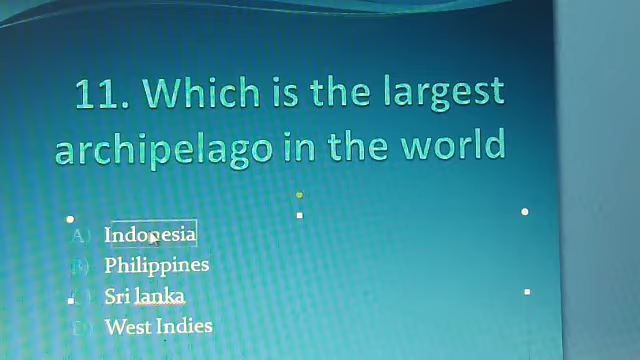 11. Which is the largest
archipelago in the world
A) Indonesia
B) Philippines
C) Sri lanka
D) West Indies